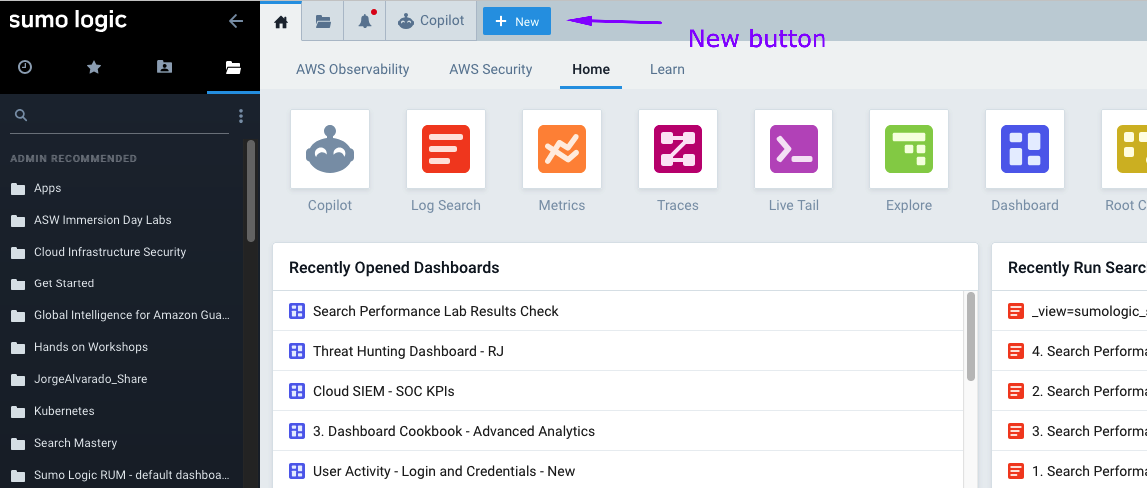 sumo logic
Copilot
+ New
New button
AWS Observability
AWS Security
Home
Learn
Copilot
Log Search
Metrics
Traces
Live Tail
Explore
Dashboard
Root C
ADMIN RECOMMENDED
Apps
ASW Immersion Day Labs
Cloud Infrastructure Security
Get Started
Global Intelligence for Amazon Gua...
Hands on Workshops
JorgeAlvarado_Share
Kubernetes
Search Mastery
Sumo Logic RUM - default dashboa...
Recently Opened Dashboards
Search Performance Lab Results Check
Threat Hunting Dashboard - RJ
Cloud SIEM - SOC KPIs
3. Dashboard Cookbook - Advanced Analytics
User Activity - Login and Credentials - New
Recently Run Searc
_view=sumologic_s
4. Search Performa
2. Search Performa
3. Search Performa
1. Search Performa